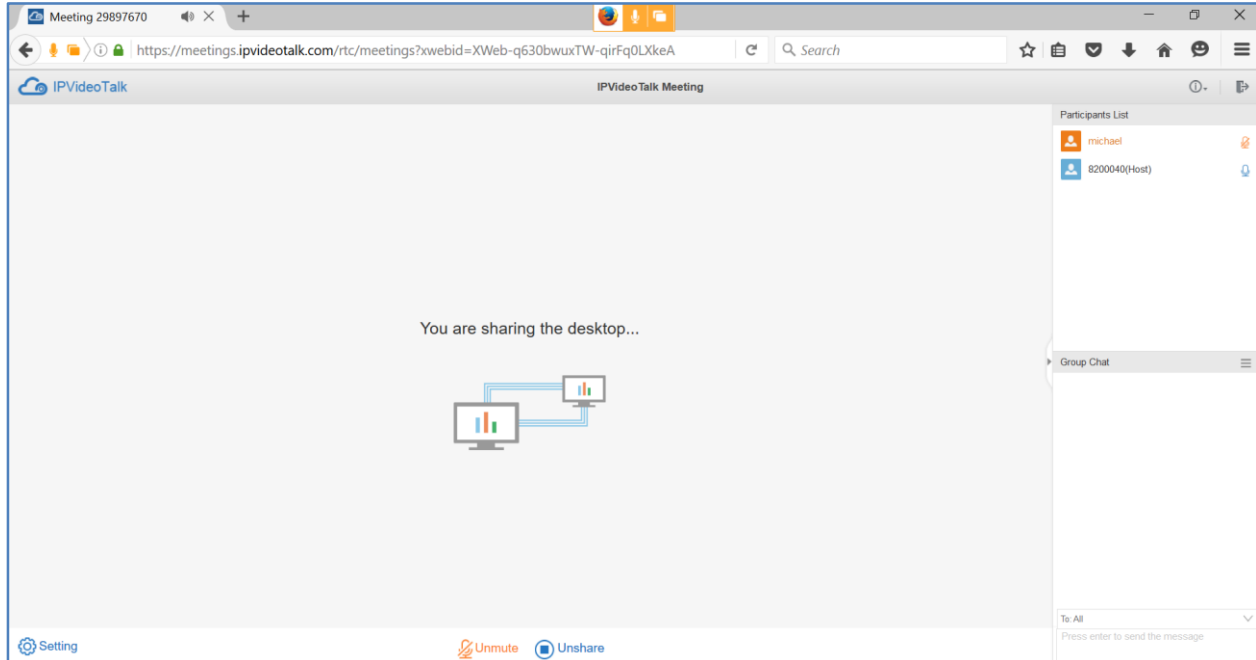 Meeting 29897670
https://meetings.ipvideotalk.com/rtc/meetings?xwebid=XWeb-q630bwuxTW-qirFq0LXkeA
Search
IPVideoTalk
IPVideoTalk Meeting
Participants List
michael
8200040(Host)
You are sharing the desktop...
Group Chat
To: All
Press enter to send the message
Setting
Unmute
Unshare